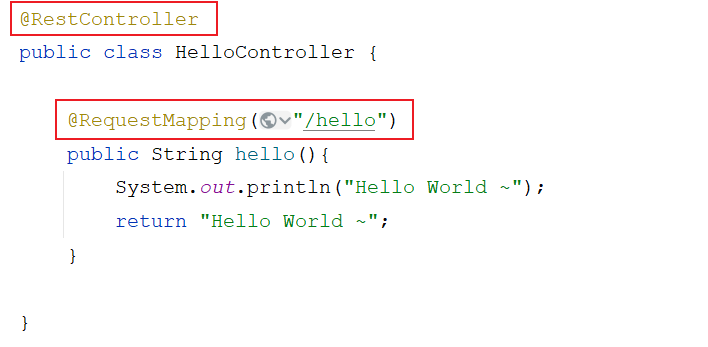 @RestController
public class HelloController {
@RequestMapping("/hello")
public String hello(){
System.out.println("Hello World ~");
return "Hello World ~";
}
}